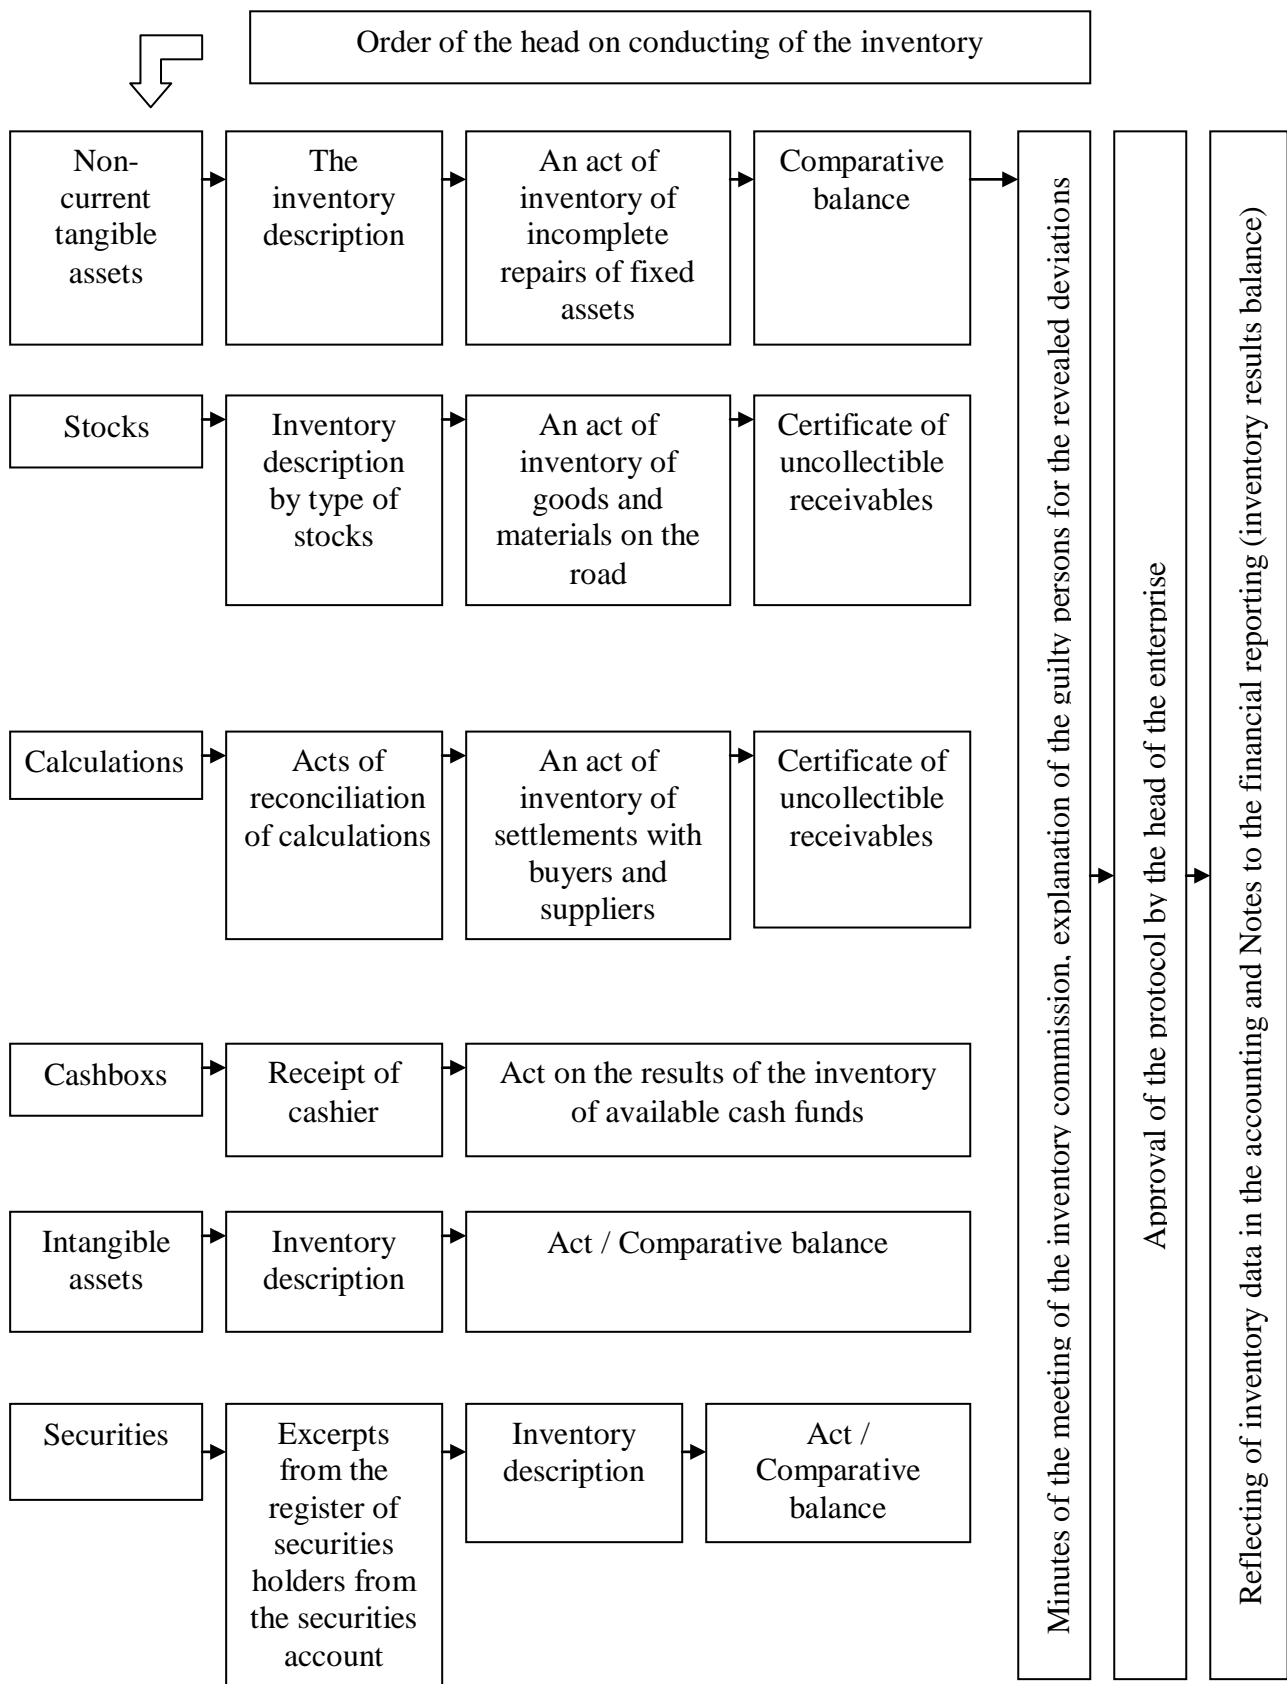 Order of the head on conducting of the inventory
Non-
current
tangible
assets
The
inventory
description
An act of
inventory of
incomplete
repairs of fixed
assets
Comparative
balance
Stocks
Inventory
description
by type of
stocks
An act of
inventory of
goods and
materials on the
road
Certificate of
uncollectible
receivables
Calculations
Acts of
reconciliation
of calculations
An act of
inventory of
settlements with
buyers and
suppliers
Certificate of
uncollectible
receivables
Cashboxs
Receipt of
cashier
Act on the results of the inventory
of available cash funds
Intangible
assets
Inventory
description
Act / Comparative balance
Securities
Excerpts
from the
register of
securities
holders from
the securities
account
Inventory
description
Act /
Comparative
balance
Minutes of the meeting of the inventory commission, explanation of the guilty persons for the revealed deviations
Approval of the protocol by the head of the enterprise
Reflecting of inventory data in the accounting and Notes to the financial reporting (inventory results balance)